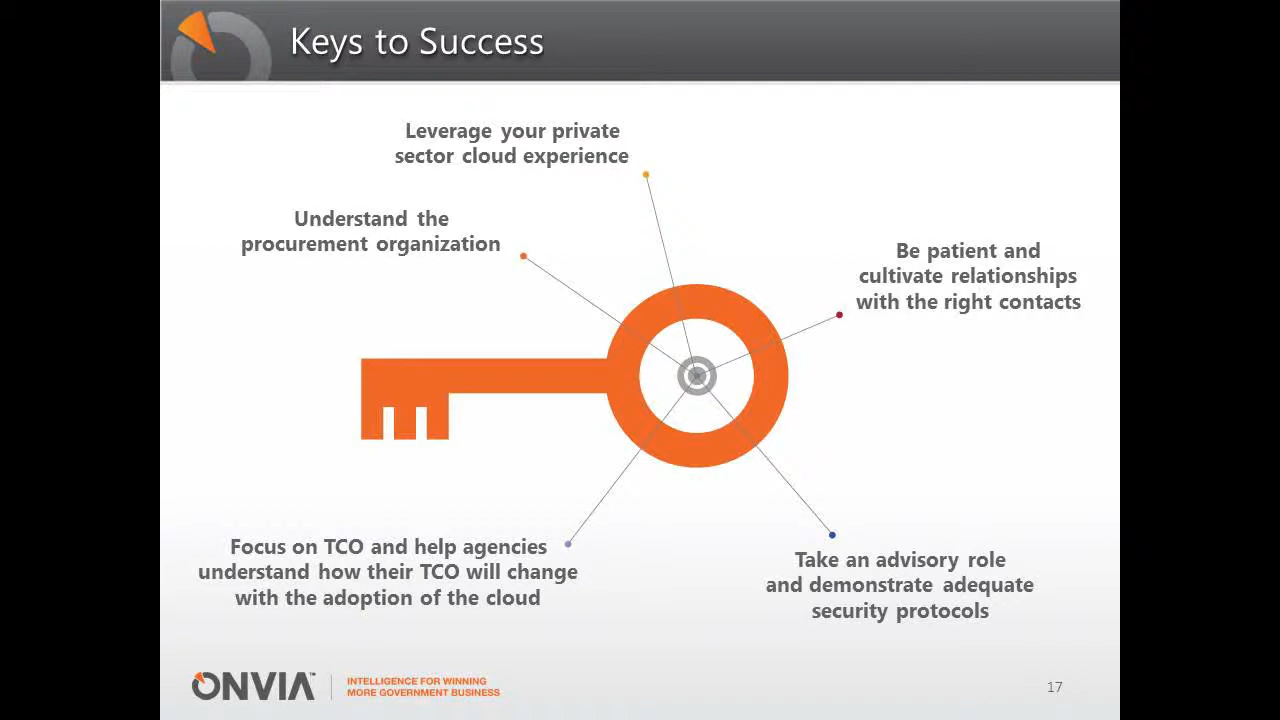 Keys to Success
Leverage your private
sector cloud experience
Understand the
procurement organization
Be patient and
cultivate relationships
with the right contacts
Focus on TCO and help agencies
understand how their TCO will change
with the adoption of the cloud
Take an advisory role
and demonstrate adequate
security protocols
ONVIA™
INTELLIGENCE FOR WINNING
MORE GOVERNMENT BUSINESS
17